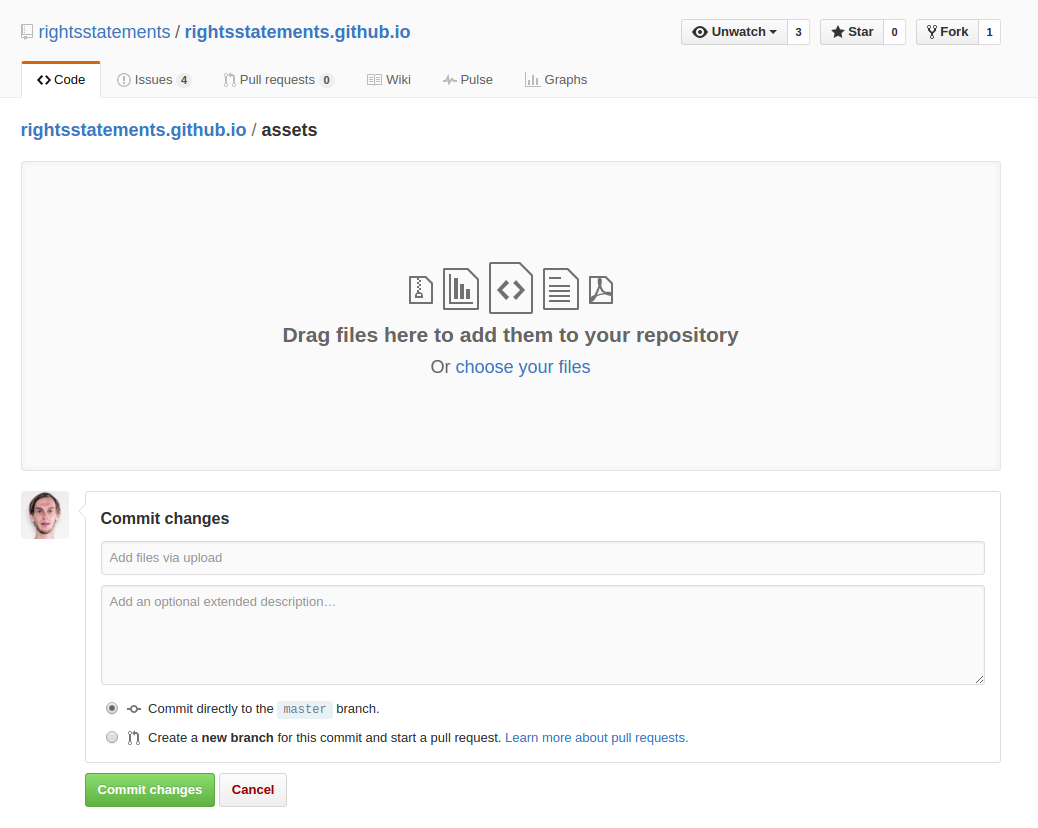 rightsstatements / rightsstatements.github.io Unwatch 3 Star 0 Fork 1
Code Issues 4 Pull requests 0 Wiki Pulse Graphs
rightsstatements.github.io / assets
Drag files here to add them to your repository
Or choose your files
Commit changes
Add files via upload
Add an optional extended description…
Commit directly to the master branch.
Create a new branch for this commit and start a pull request. Learn more about pull requests.
Commit changes Cancel